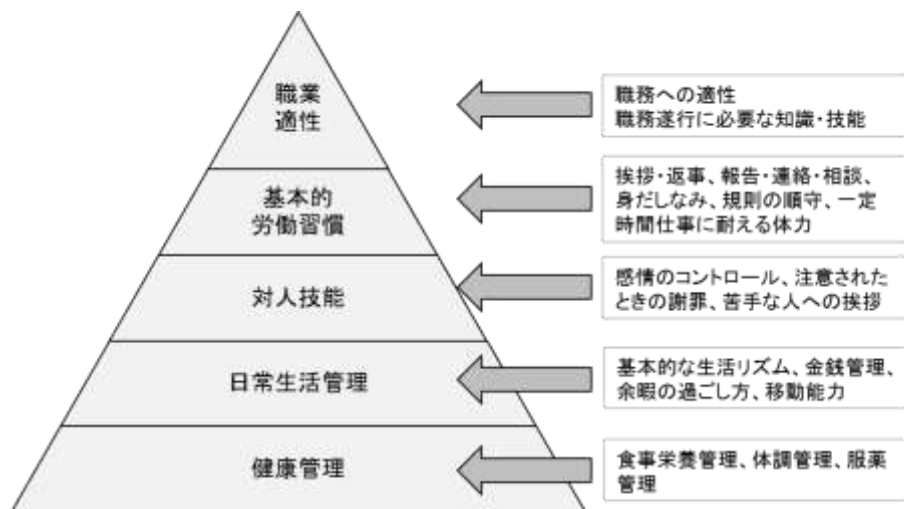 職業
適性
職務への適性
職務遂行に必要な知識・技能
基本的
労働習慣
挨拶・返事、報告・連絡・相談、
身だしなみ、規則の順守、一定
時間仕事に耐える体力
対人技能
感情のコントロール、注意された
ときの謝罪、苦手な人への挨拶
日常生活管理
基本的な生活リズム、金銭管理、
余暇の過ごし方、移動能力
健康管理
食事栄養管理、体調管理、服薬
管理